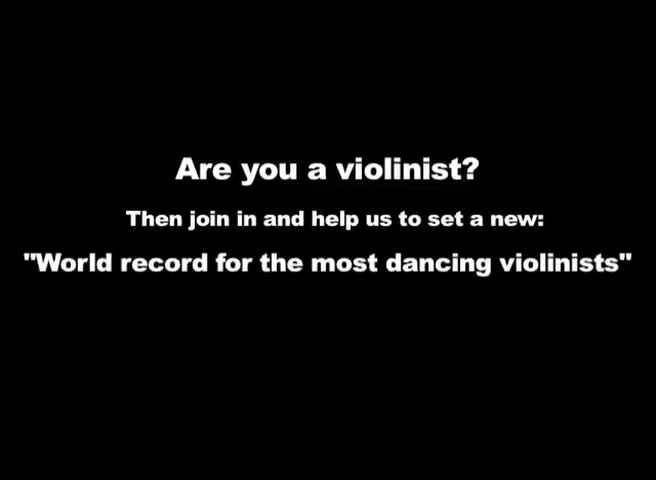 Are you a violinist?
Then join in and help us to set a new:
"World record for the most dancing violinists"